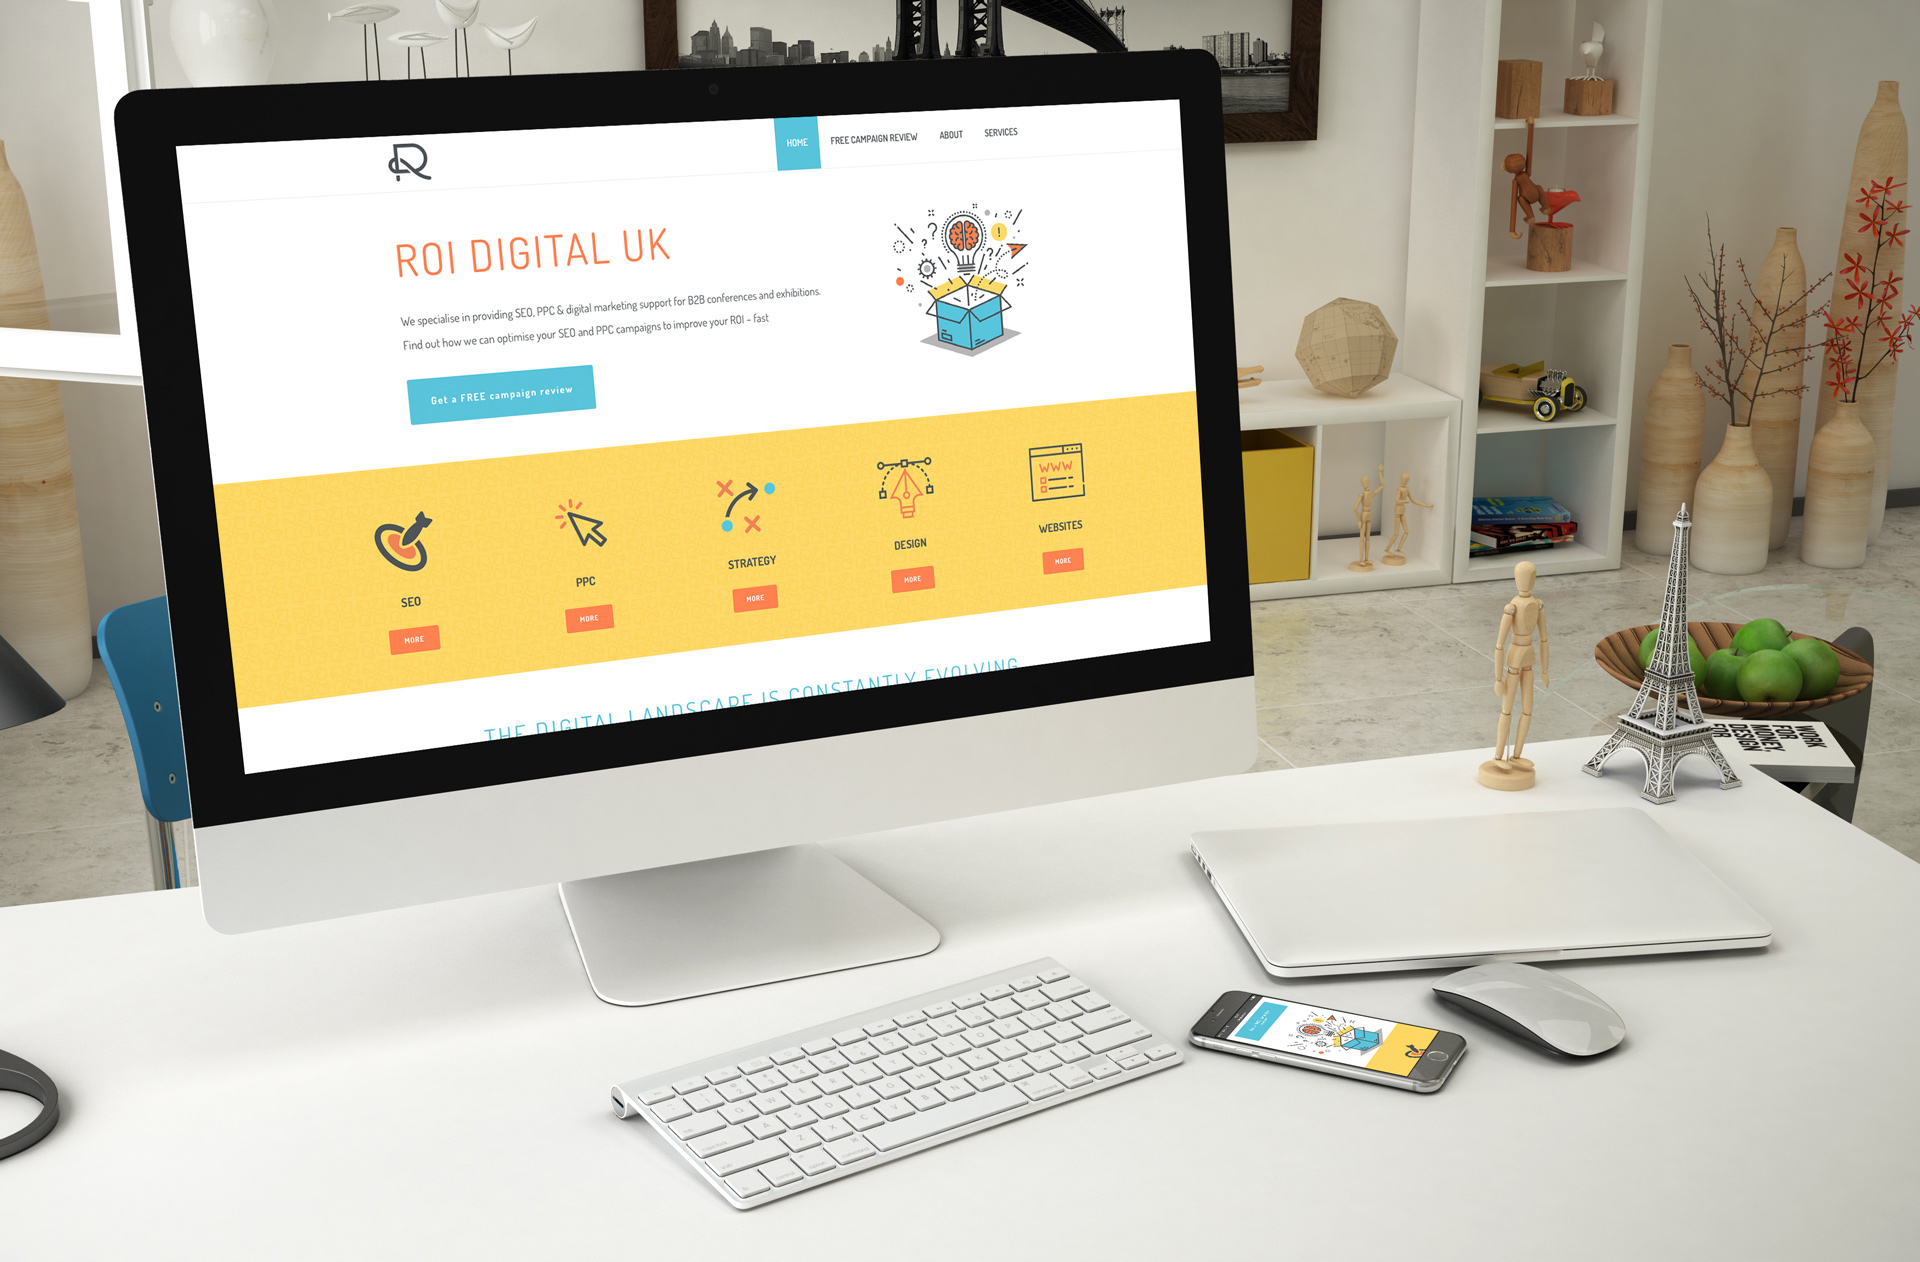 R
HOME
FREE CAMPAIGN REVIEW
ABOUT
SERVICES
ROI DIGITAL UK
We specialise in providing SEO, PPC & digital marketing support for B2B conferences and exhibitions.
Find out how we can optimise your SEO and PPC campaigns to improve your ROI – fast
Get a FREE campaign review
SEO
MORE
PPC
MORE
STRATEGY
MORE
DESIGN
MORE
WWW
WEBSITES
MORE
THE DIGITAL LANDSCAPE IS CONSTANTLY EVOLVING
WORK
FOR
MONEY
DESIGN
FOR